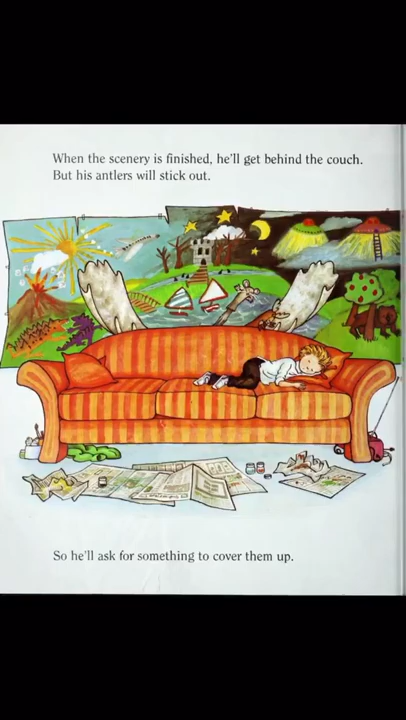 When the scenery is finished, he'll get behind the couch.
But his antlers will stick out.
So he'll ask for something to cover them up.